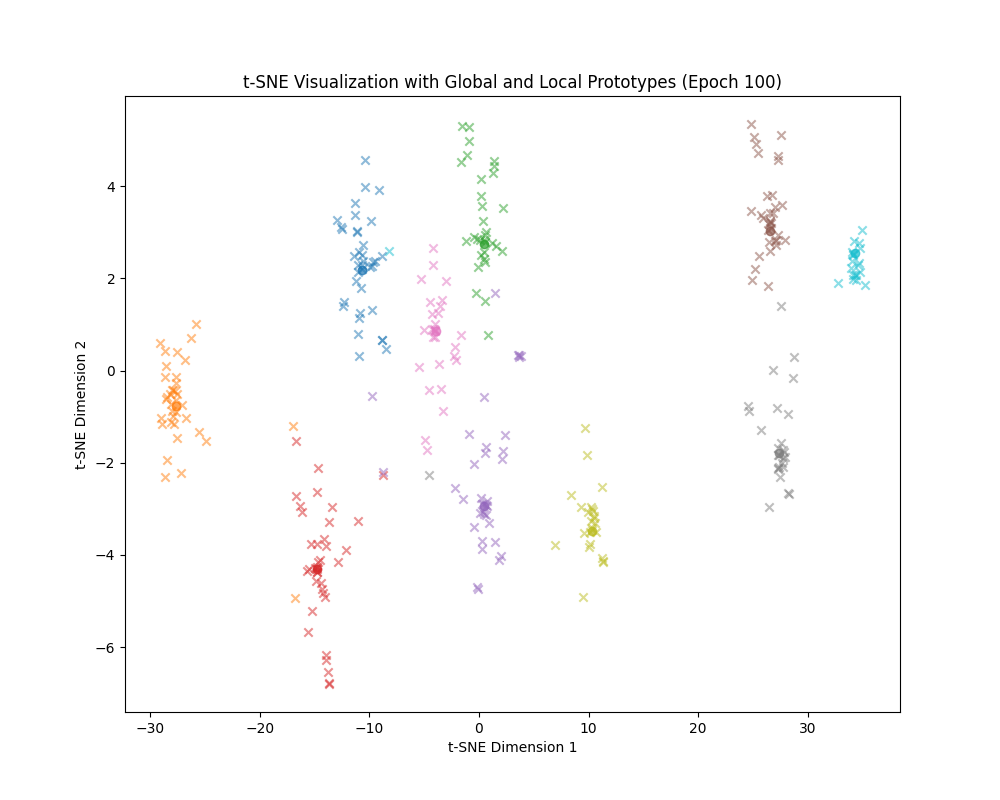 t-SNE Visualization with Global and Local Prototypes (Epoch 100)
t-SNE Dimension 2
4
2
0
−2
−4
−6
−30 −20 −10 0 10 20 30
t-SNE Dimension 1